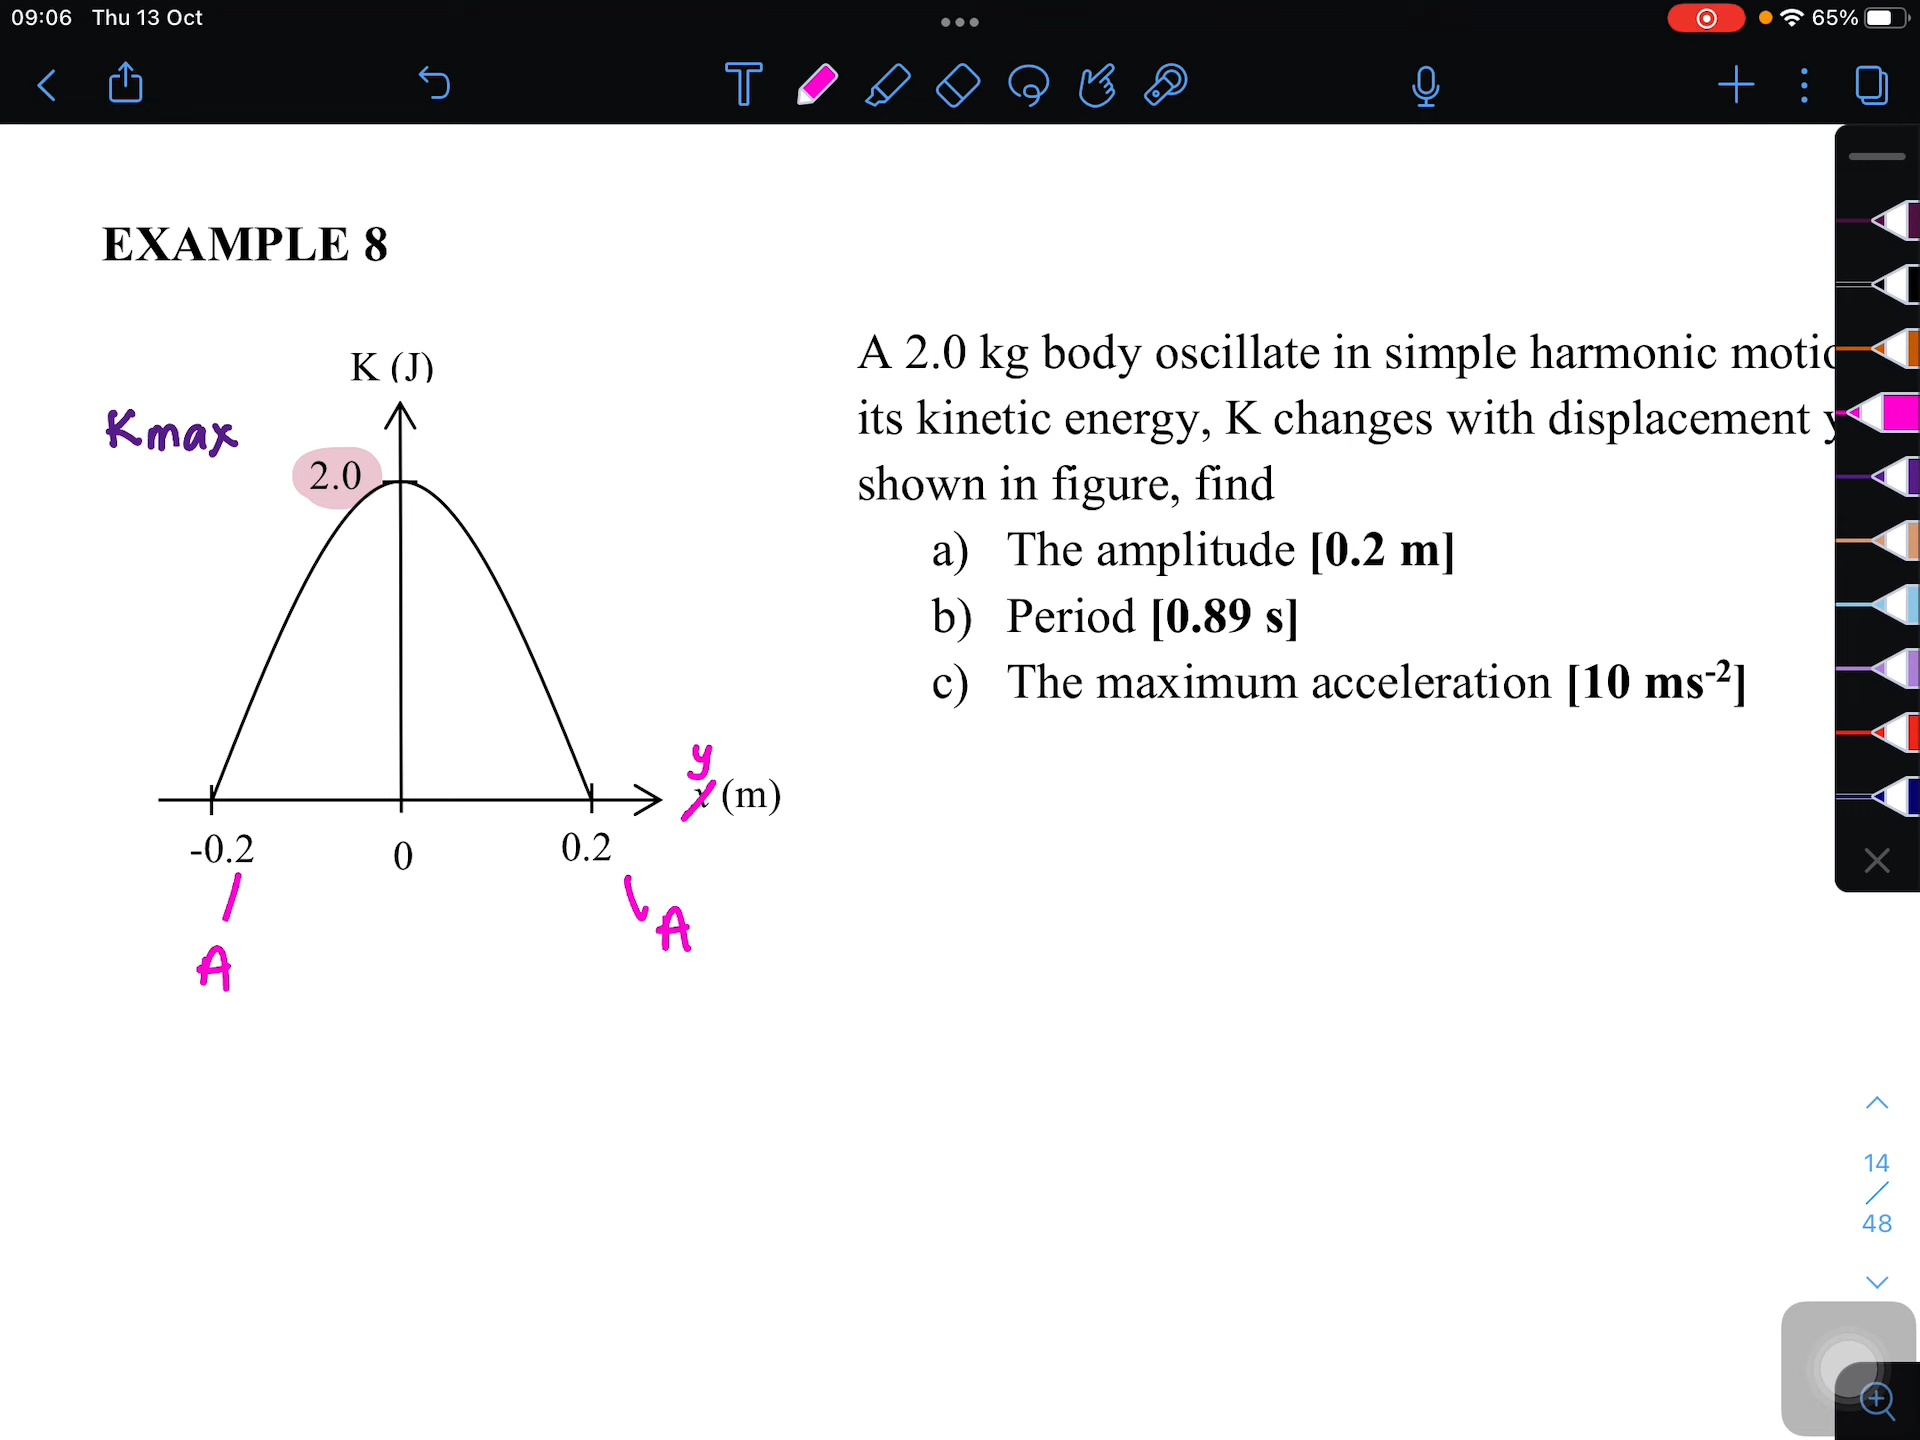 09:06 Thu 13 Oct
65%
EXAMPLE 8
K (J)
Kmax
2.0
-0.2
0
0.2
y
x (m)
A
A
A 2.0 kg body oscillate in simple harmonic motio
its kinetic energy, K changes with displacement y
shown in figure, find
a) The amplitude [0.2 m]
b) Period [0.89 s]
c) The maximum acceleration [10 ms⁻²]
14
/
48